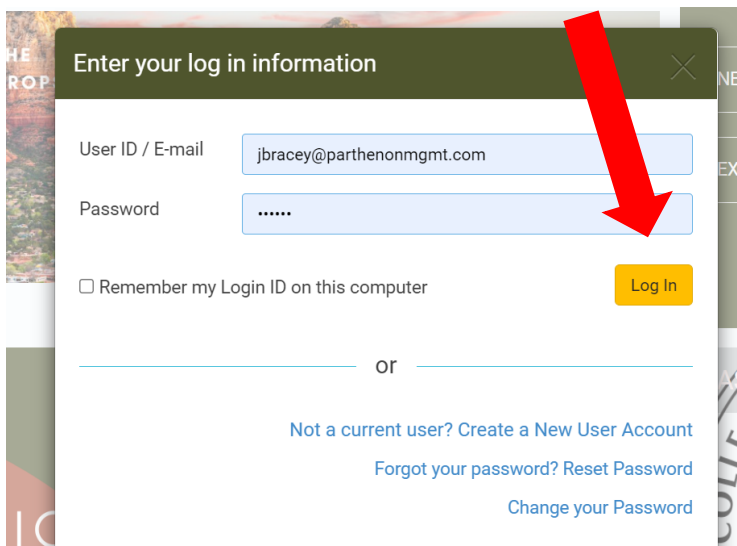 Enter your log in information
User ID / E-mail
jbracey@parthenonmgmt.com
Password
••••••
Remember my Login ID on this computer
Log In
or
Not a current user? Create a New User Account
Forgot your password? Reset Password
Change your Password